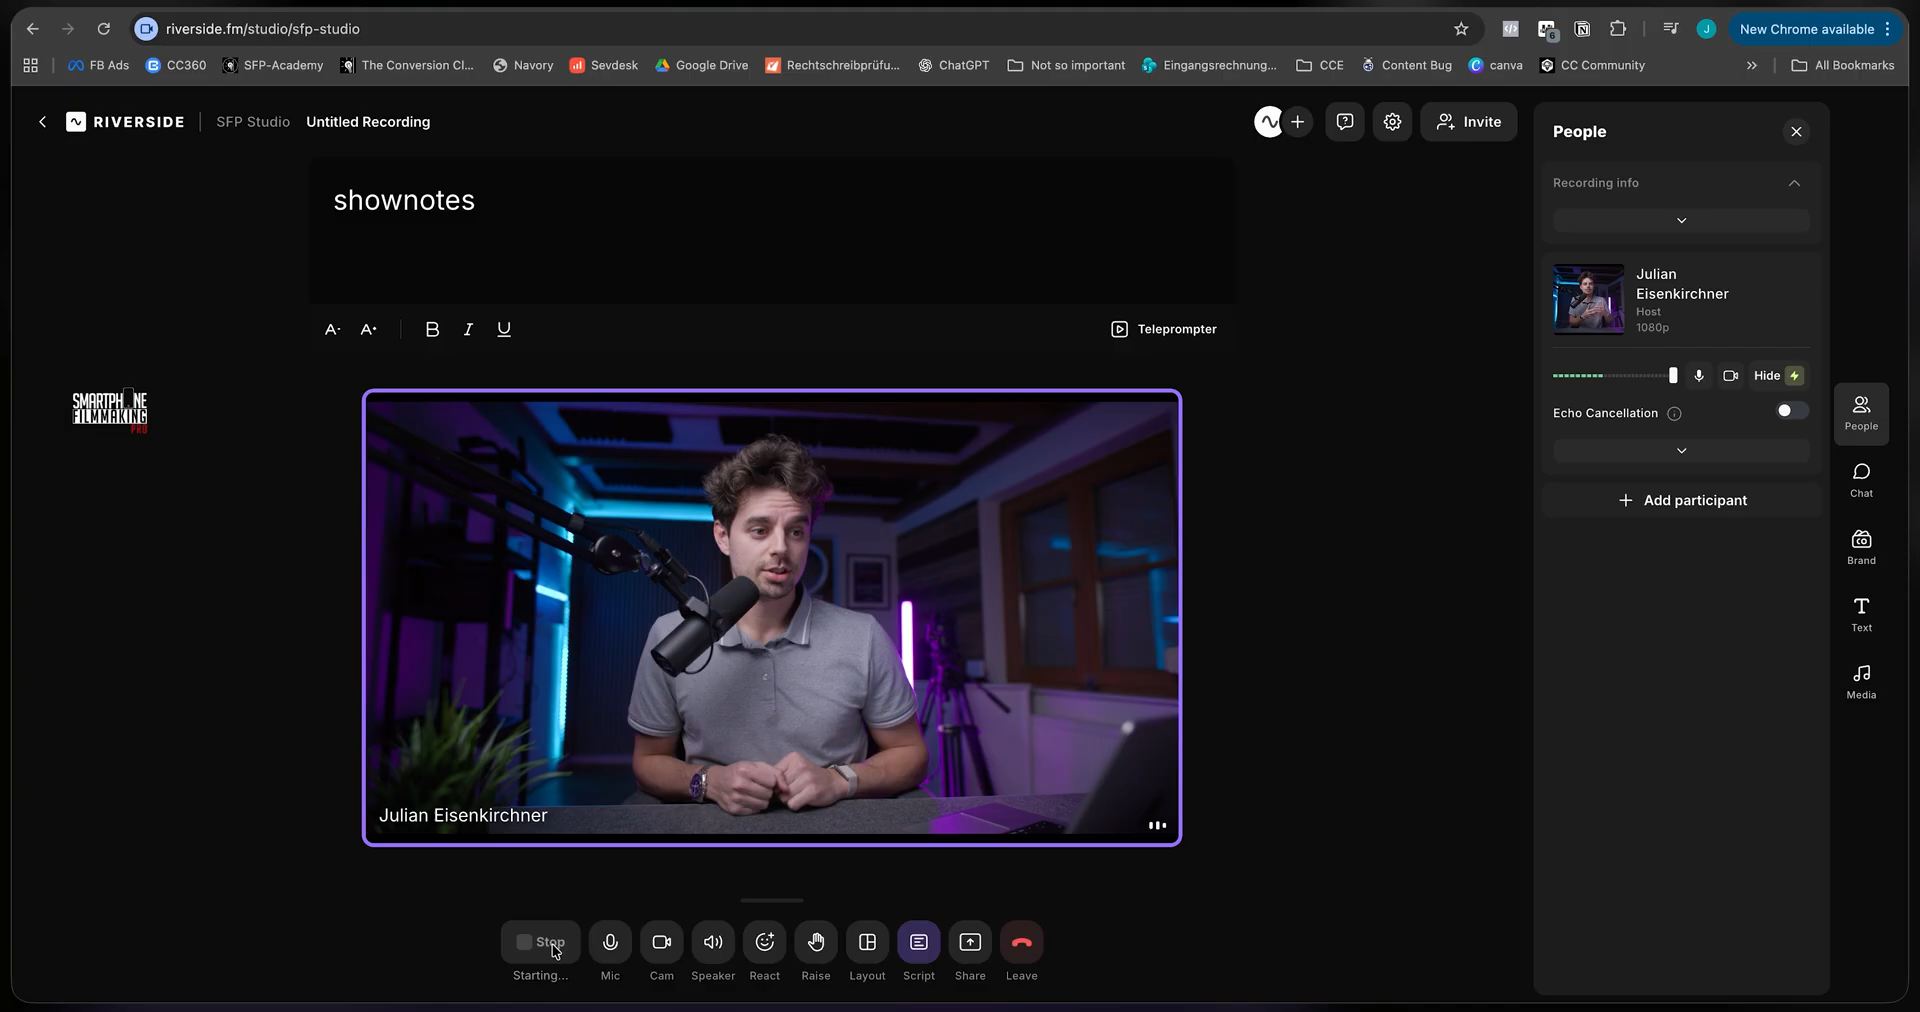 riverside.fm/studio/sfp-studio
6
J
New Chrome available
FB Ads
CC360
SFP-Academy
The Conversion Cl...
Navory
Sevdesk
Google Drive
Rechtschreibprüfu...
ChatGPT
Not so important
Eingangsrechnung...
CCE
Content Bug
canva
CC Community
All Bookmarks
RIVERSIDE
SFP Studio
Untitled Recording
Invite
shownotes
A- A+ B I U
Teleprompter
SMARTPHONE
FILMMAKING
PRO
Julian Eisenkirchner
Stop
Starting...
Mic
Cam
Speaker
React
Raise
Layout
Script
Share
Leave
People
Recording info
Julian
Eisenkirchner
Host
1080p
Hide
Echo Cancellation
Add participant
People
Chat
Brand
Text
Media